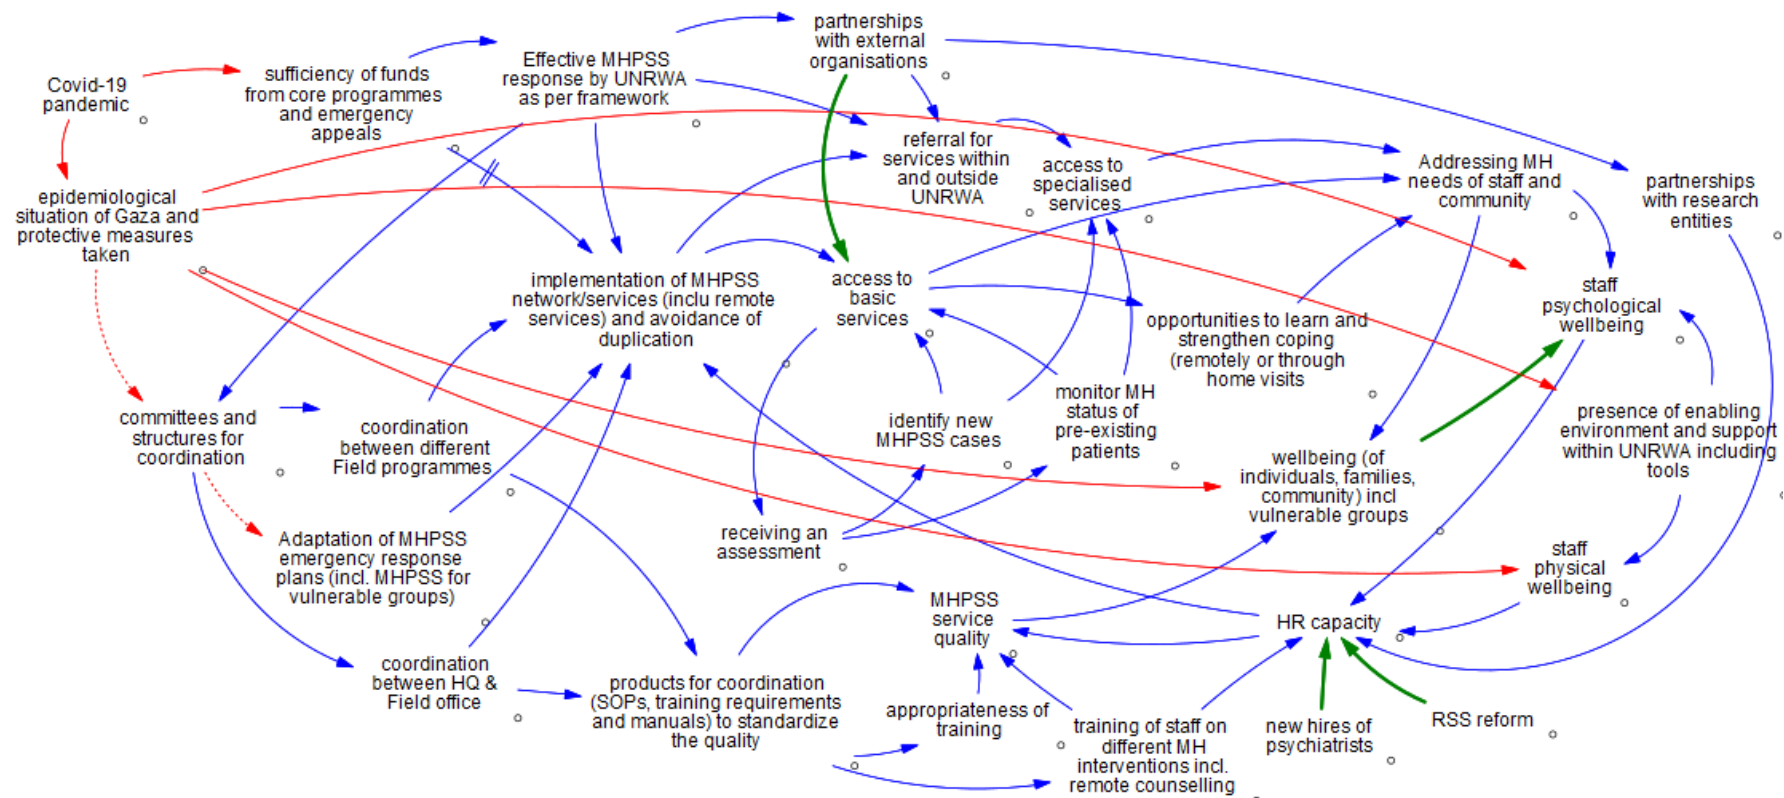 Covid-19
pandemic
sufficiency of funds
from core programmes
and emergency
appeals
Effective MHPSS
response by UNRWA
as per framework
partnerships
with external
organisations
referral for
services within
and outside
UNRWA
access to
specialised
services
Addressing MH
needs of staff and
community
partnerships
with research
entities
epidemiological
situation of Gaza and
protective measures
taken
implementation of MHPSS
network/services (inclu remote
services) and avoidance of
duplication
access to
basic
services
opportunities to learn and
strengthen coping
(remotely or through
home visits
staff
psychological
wellbeing
committees and
structures for
coordination
coordination
between different
Field programmes
identify new
MHPSS cases
monitor MH
status of
pre-existing
patients
wellbeing (of
individuals, families,
community) incl
vulnerable groups
presence of enabling
environment and support
within UNRWA including
tools
Adaptation of MHPSS
emergency response
plans (incl. MHPSS for
vulnerable groups)
receiving an
assessment
staff
physical
wellbeing
MHPSS
service
quality
HR capacity
coordination
between HQ &
Field office
products for coordination
(SOPs, training requirements
and manuals) to standardize
the quality
appropriateness of
training
training of staff on
different MH
interventions incl.
remote counselling
new hires of
psychiatrists
RSS reform